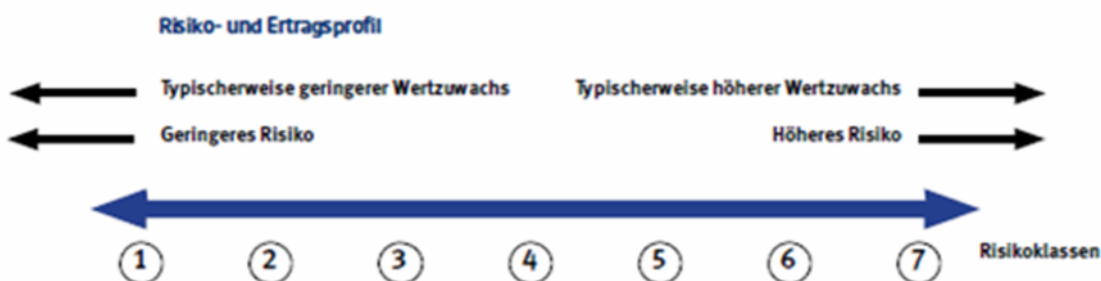 Risiko- und Ertragsprofil
Typischerweise geringerer Wertzuwachs Typischerweise höherer Wertzuwachs
Geringeres Risiko Höheres Risiko
1 2 3 4 5 6 7 Risikoklassen